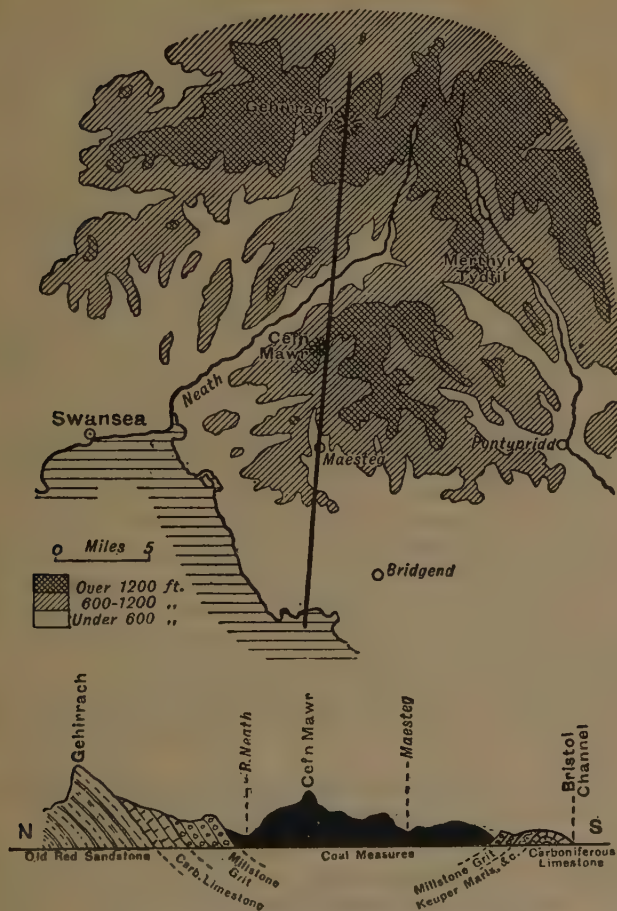 Gehirrach
Merthyr
Tydfil
Cefn
Mawr
Neath
Swansea
Maesteg
Pontypridd
Bridgend
0 Miles 5
Over 1200 ft.
600-1200 „
Under 600 „
Gehirrach
R. Neath
Cefn Mawr
Maesteg
Bristol
Channel
N
S
Old Red Sandstone
Carb. Limestone
Millstone
Grit
Coal Measures
Millstone Grit
Keuper Marls, &c.
Carboniferous
Limestone